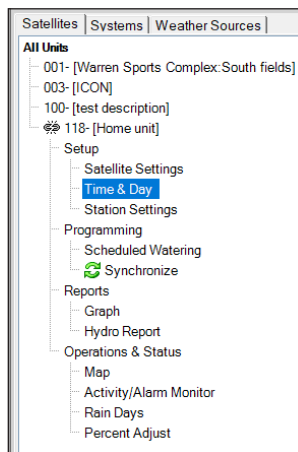 Satellites Systems Weather Sources
All Units
001- [Warren Sports Complex:South fields]
003- [ICON]
100- [test description]
118- [Home unit]
Setup
Satellite Settings
Time & Day
Station Settings
Programming
Scheduled Watering
Synchronize
Reports
Graph
Hydro Report
Operations & Status
Map
Activity/Alarm Monitor
Rain Days
Percent Adjust